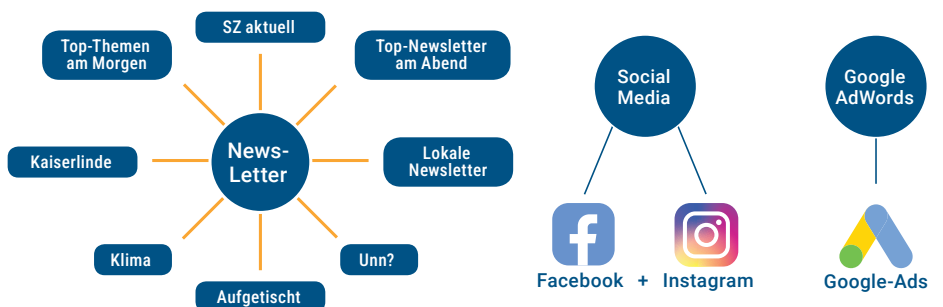 SZ aktuell
Top-Themen
am Morgen
Top-Newsletter
am Abend
Kaiserlinde
News-
Letter
Lokale
Newsletter
Klima
Unn?
Aufgetischt
Social
Media
Facebook + Instagram
Google
AdWords
Google-Ads